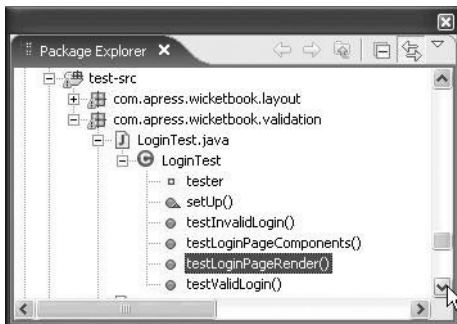 Package Explorer
test-src
com.apress.wicketbook.layout
com.apress.wicketbook.validation
J LoginTest.java
C LoginTest
tester
setUp()
testInvalidLogin()
testLoginPageComponents()
testLoginPageRender()
testValidLogin()